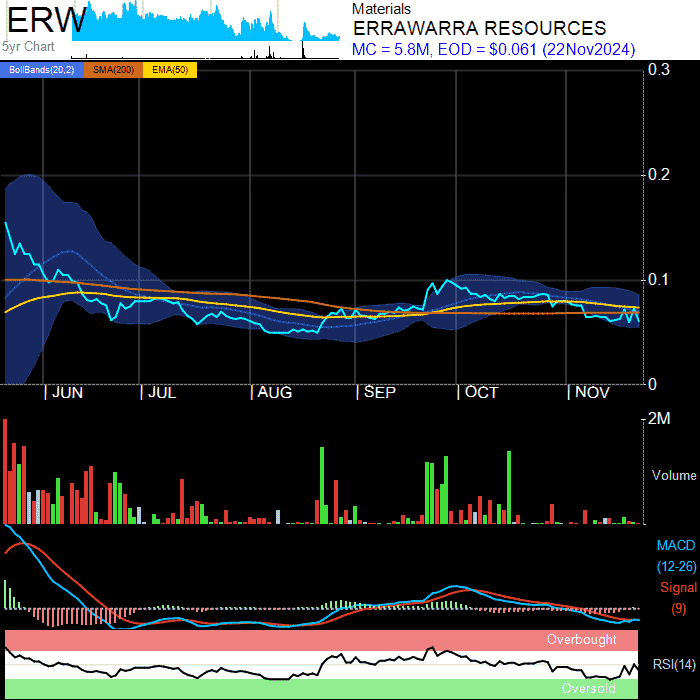 ERW
5yr Chart
Materials
ERRAWARRA RESOURCES
MC = 5.8M, EOD = $0.061 (22Nov2024)
BollBands(20,2) SMA(200) EMA(50)
0.3
0.2
0.1
0
JUN JUL AUG SEP OCT NOV
2M
Volume
MACD
(12-26)
Signal
(9)
Overbought
RSI(14)
Oversold